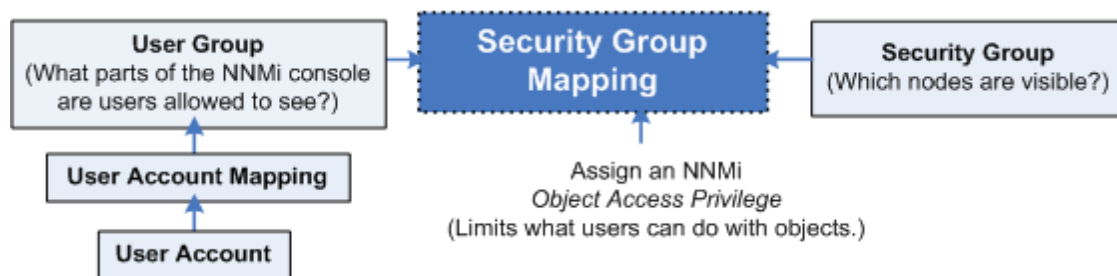 User Group
(What parts of the NNMi console
are users allowed to see?)
User Account Mapping
User Account
Security Group
Mapping
Assign an NNMi
Object Access Privilege
(Limits what users can do with objects.)
Security Group
(Which nodes are visible?)